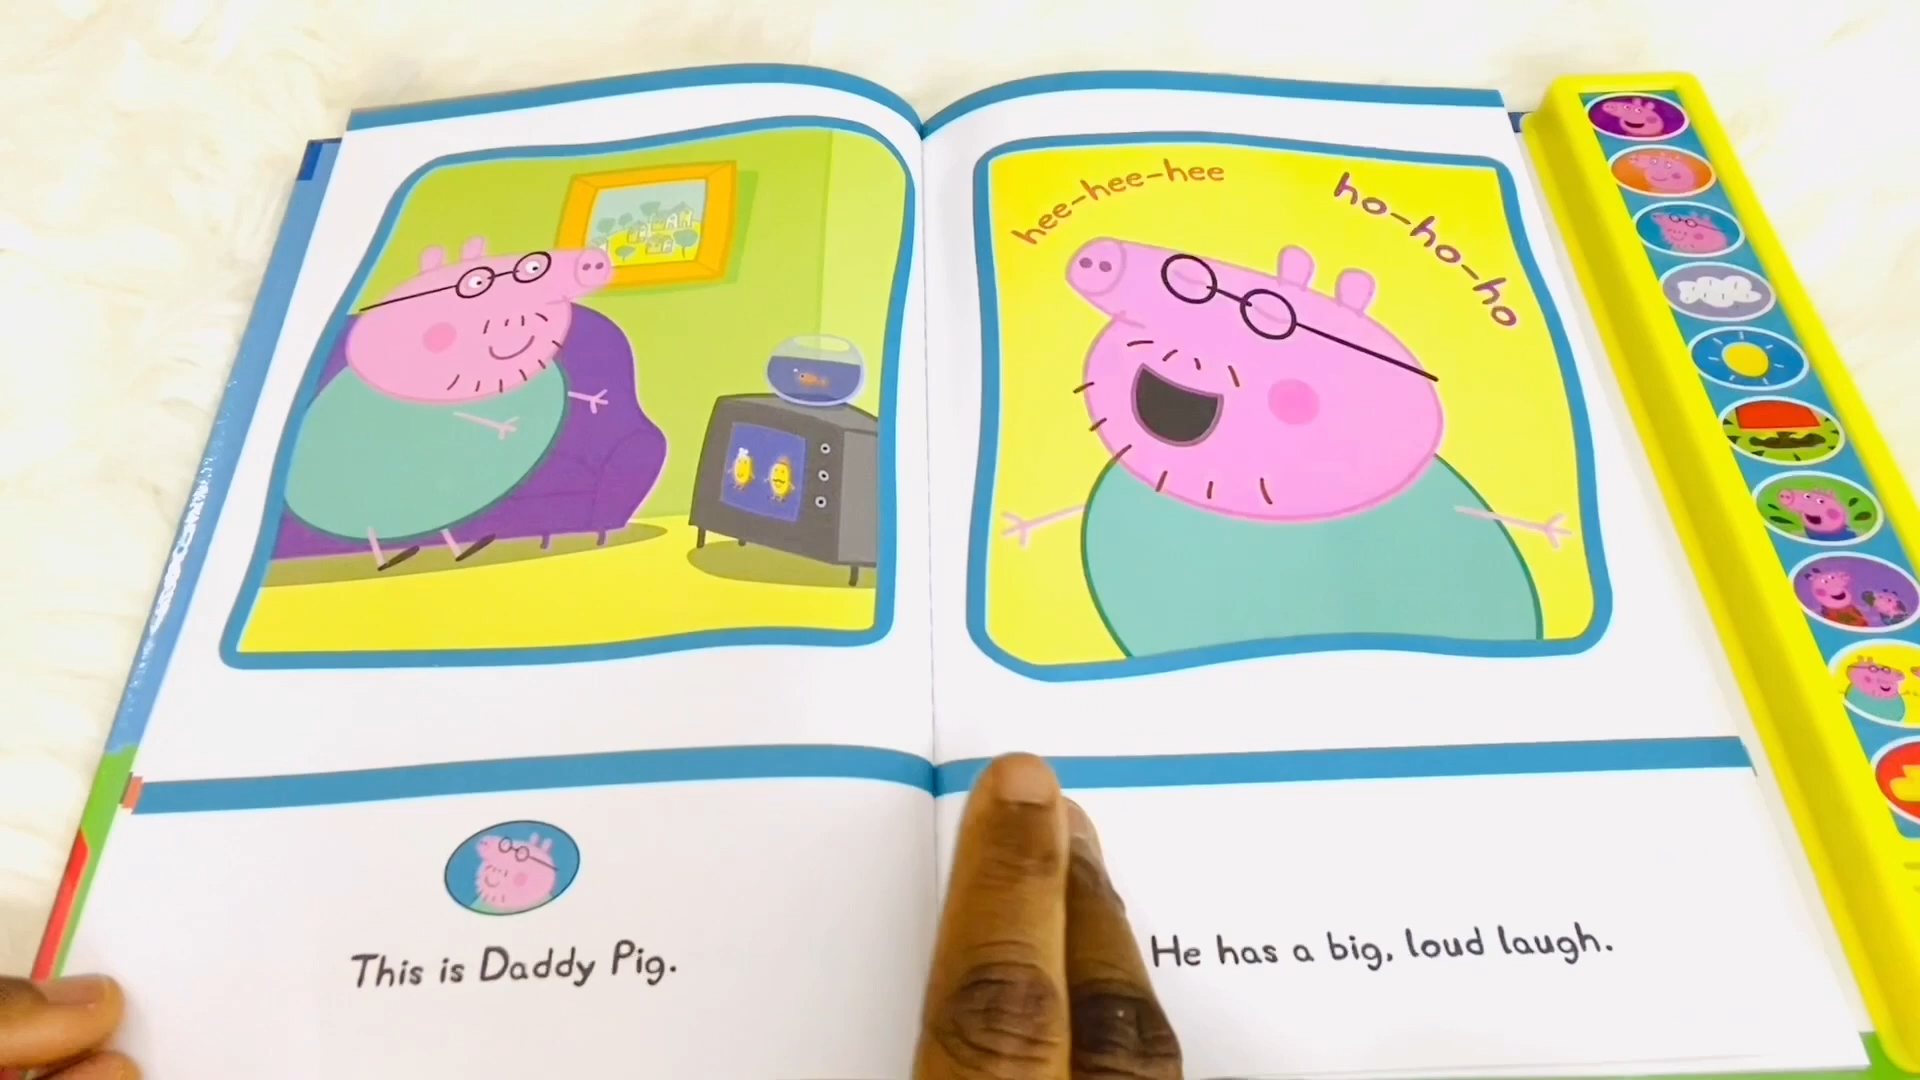 This is Daddy Pig.
hee-hee-hee
ho-ho-ho
He has a big, loud laugh.